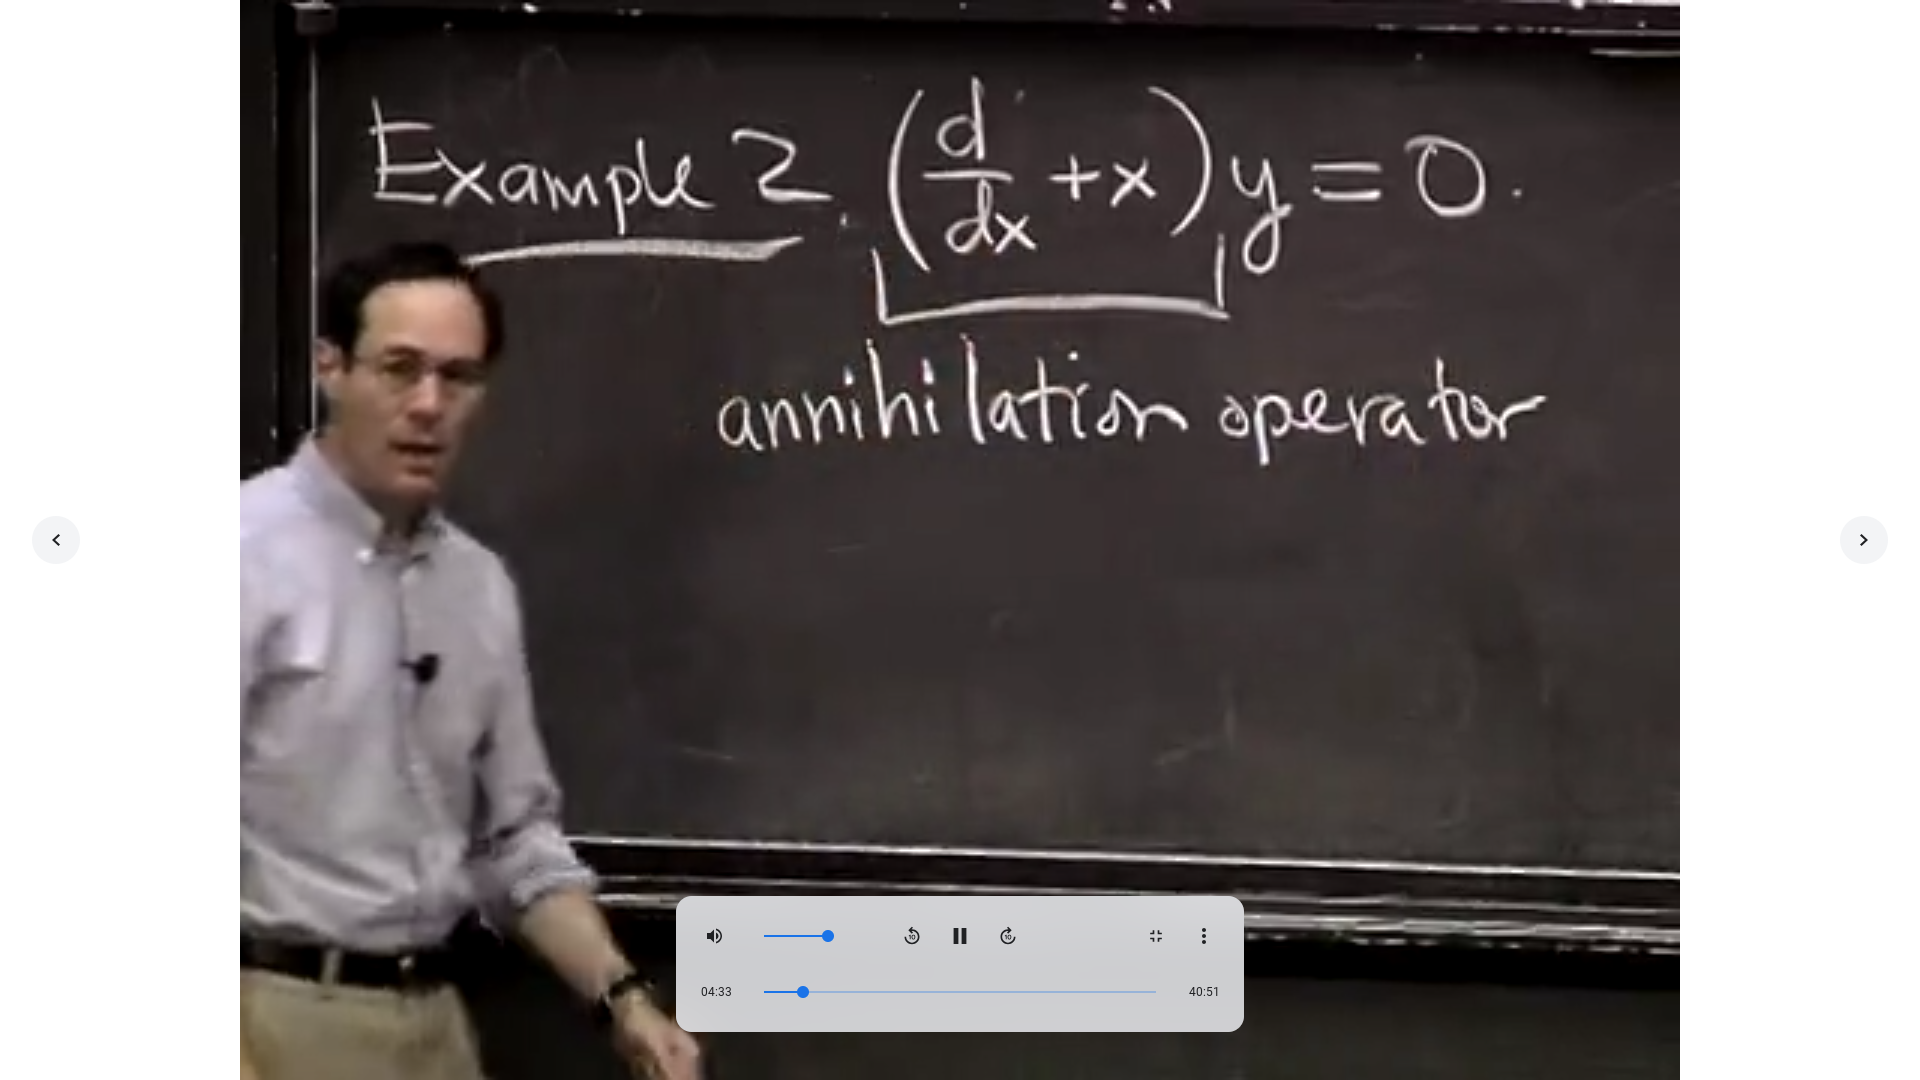 Example 2. (d/dx + x) y = 0.
annihilation operator
04:33
40:51